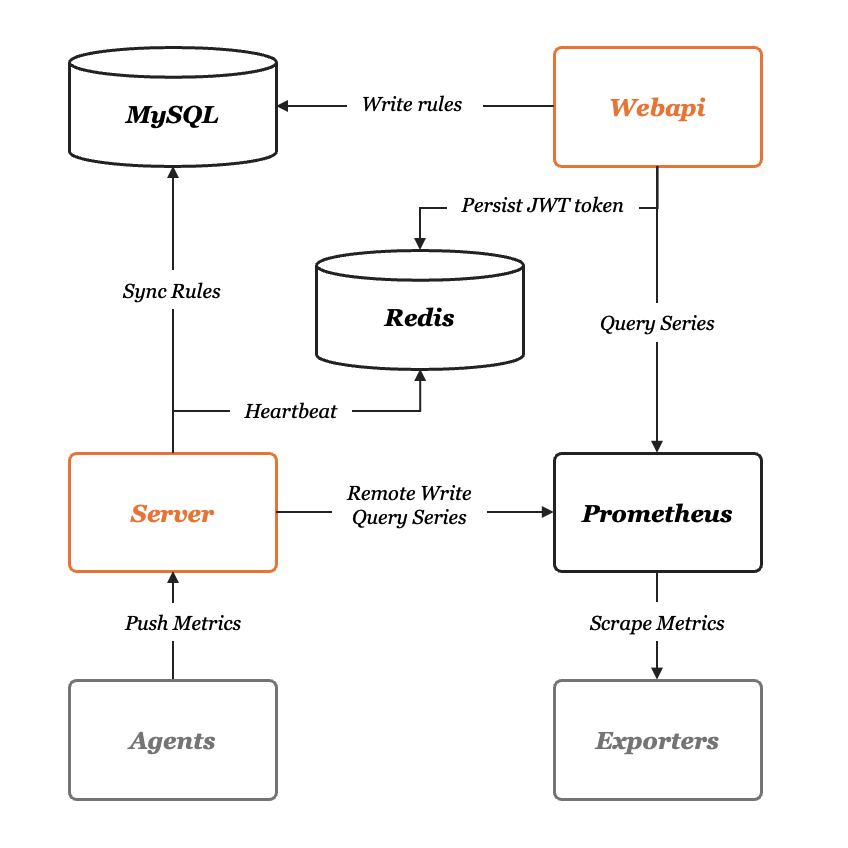 MySQL
Write rules
Webapi
Persist JWT token
Sync Rules
Redis
Query Series
Heartbeat
Server
Remote Write
Query Series
Prometheus
Push Metrics
Scrape Metrics
Agents
Exporters